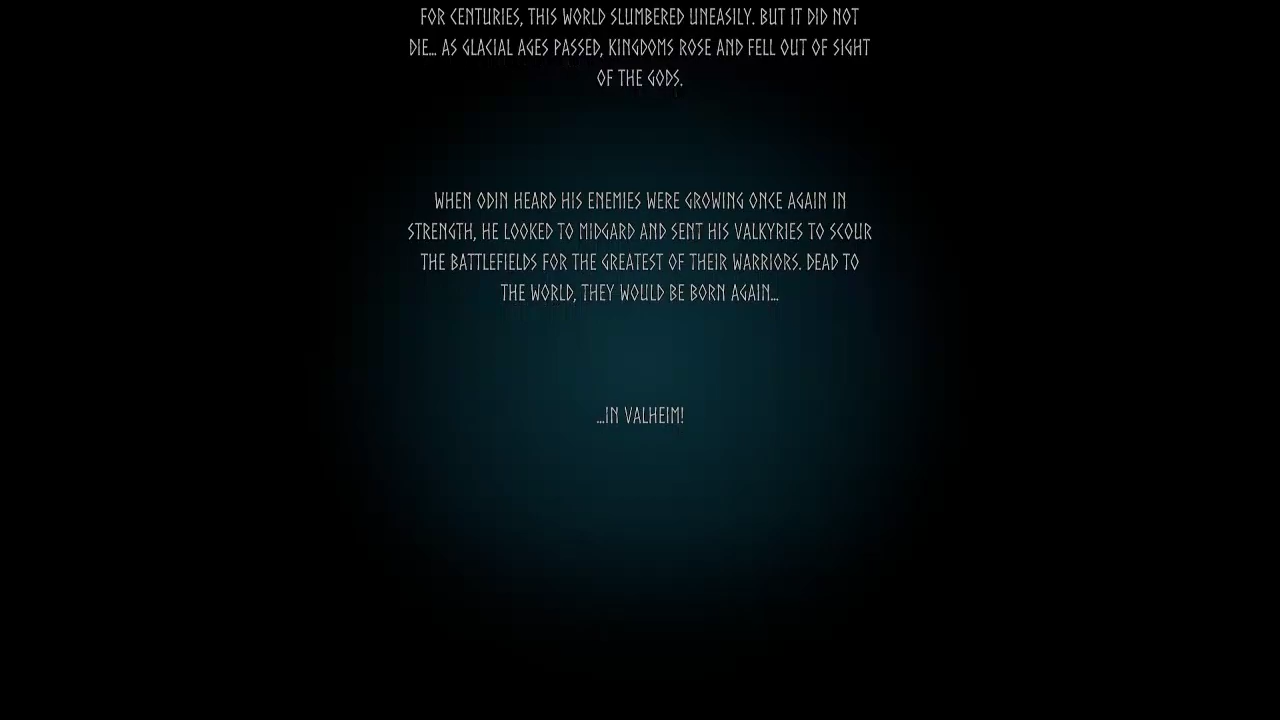 FOR CENTURIES, THIS WORLD SLUMBERED UNEASILY. BUT IT DID NOT
DIE... AS GLACIAL AGES PASSED, KINGDOMS ROSE AND FELL OUT OF SIGHT
OF THE GODS.
WHEN ODIN HEARD HIS ENEMIES WERE GROWING ONCE AGAIN IN
STRENGTH, HE LOOKED TO MIDGARD AND SENT HIS VALKYRIES TO SCOUR
THE BATTLEFIELDS FOR THE GREATEST OF THEIR WARRIORS. DEAD TO
THE WORLD, THEY WOULD BE BORN AGAIN...
...IN VALHEIM!